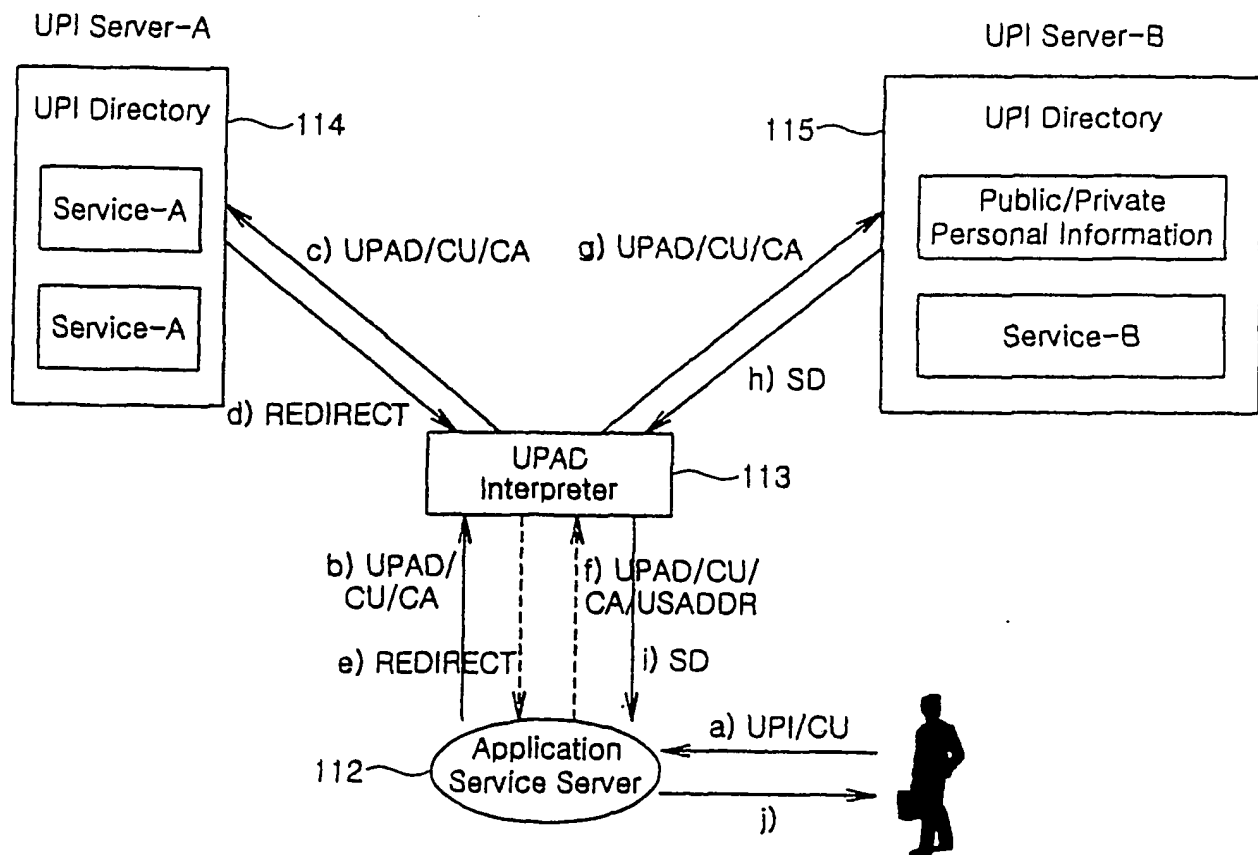 UPI Server-A
UPI Server-B
UPI Directory
114
Service-A
Service-A
115
UPI Directory
Public/Private
Personal Information
Service-B
c) UPAD/CU/CA
g) UPAD/CU/CA
d) REDIRECT
h) SD
UPAD
Interpreter
113
b) UPAD/
CU/CA
f) UPAD/CU/
CA/USADDR
e) REDIRECT
i) SD
a) UPI/CU
112
Application
Service Server
j)